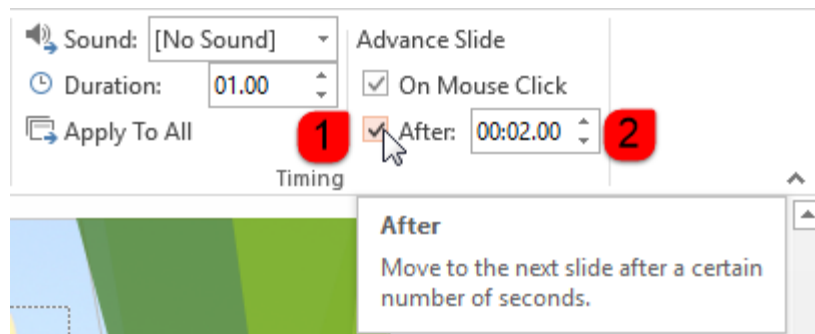 Sound: [No Sound] Advance Slide
Duration: 01.00 On Mouse Click
Apply To All 1 After: 00:02.00 2
Timing
After
Move to the next slide after a certain
number of seconds.